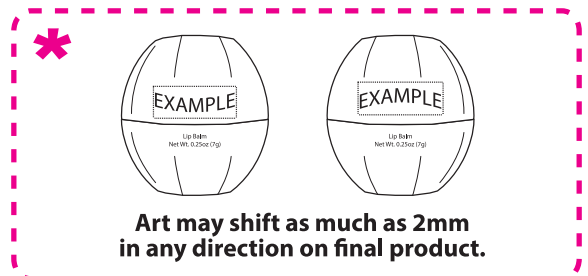 *
EXAMPLE
Lip Balm
Net Wt. 0.25oz (7g)
EXAMPLE
Lip Balm
Net Wt. 0.25oz (7g)
Art may shift as much as 2mm
in any direction on final product.